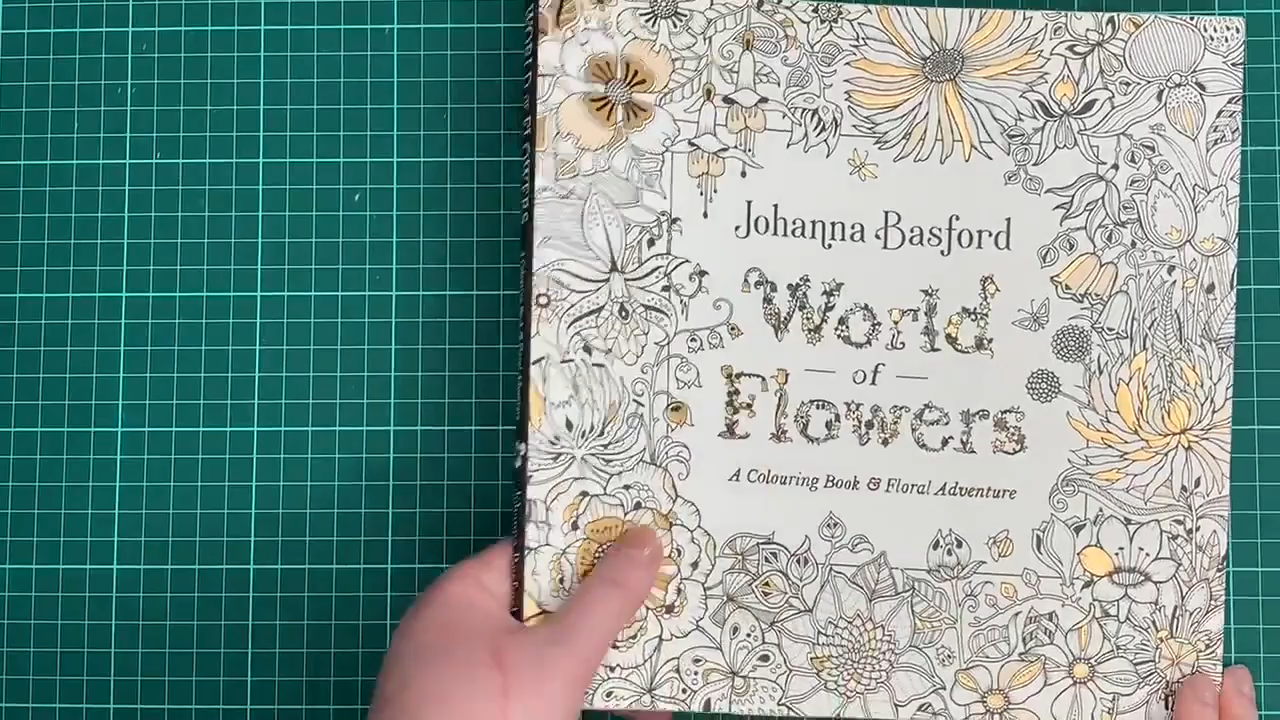 Johanna Basford
World
of
Flowers
A Colouring Book & Floral Adventure